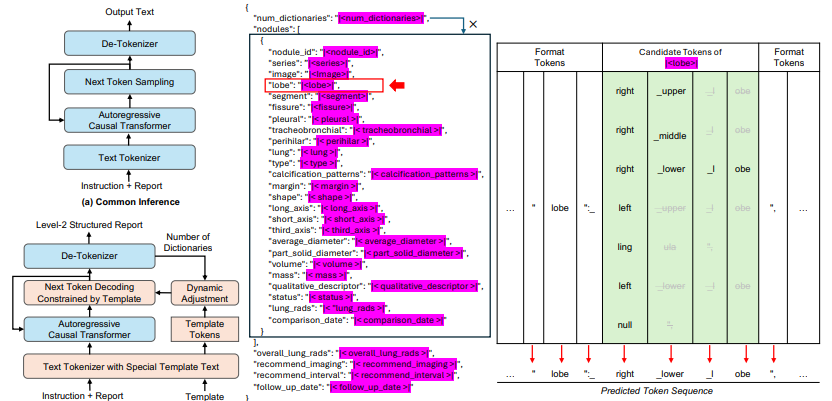 Output Text
De-Tokenizer
Next Token Sampling
Autoregressive
Causal Transformer
Text Tokenizer
Instruction + Report
(a) Common Inference
Level-2 Structured Report
Number of
Dictionaries
De-Tokenizer
Next Token Decoding
Constrained by Template
Dynamic
Adjustment
Autoregressive
Causal Transformer
Template
Tokens
Text Tokenizer with Special Template Text
Instruction + Report
Template
{
"num_dictionaries": "|<num_dictionaries>|",
×
"nodules": [
{
"nodule_id": "|<nodule_id>|",
"series": "|<series>|",
"image": "|<image>|",
"lobe": "|<lobe>|",
"segment": "|<segment>|",
"fissure": "|<fissure>|",
"pleural": "|< pleural >|",
"tracheobronchial": "|< tracheobronchial >|",
"perihilar": "|< perihilar >|",
"lung": "|< lung >|",
"type": "|< type >|",
"calcification_patterns": "|< calcification_patterns >|",
"margin": "|< margin >|",
"shape": "|< shape >|",
"long_axis": "|< long_axis >|",
"short_axis": "|< short_axis >|",
"third_axis": "|< third_axis >|",
"average_diameter": "|< average_diameter >|",
"part_solid_diameter": "|< part_solid_diameter >|",
"volume": "|< volume >|",
"mass": "|< mass >|",
"qualitative_descriptor": "|< qualitative_descriptor >|",
"status": "|< status >|",
"lung_rads": "|< "lung_rads >|",
"comparison_date": "|< comparison_date >|"
}
],
"overall_lung_rads": "|< overall_lung_rads >|",
"recommend_imaging": "|< recommend_imaging >|",
"recommend_interval": "|< recommend_interval >|",
"follow_up_date": "|< follow_up_date >|"
}
Format
Tokens
Candidate Tokens of
|<lobe>|
Format
Tokens
right _upper _l obe
right _middle _l obe
right _lower _l obe
left _upper _l obe
... " lobe ":_ ", ...
ling ula
left _lower _l obe
null
... " lobe ":_ right _lower _l obe ", ...
Predicted Token Sequence